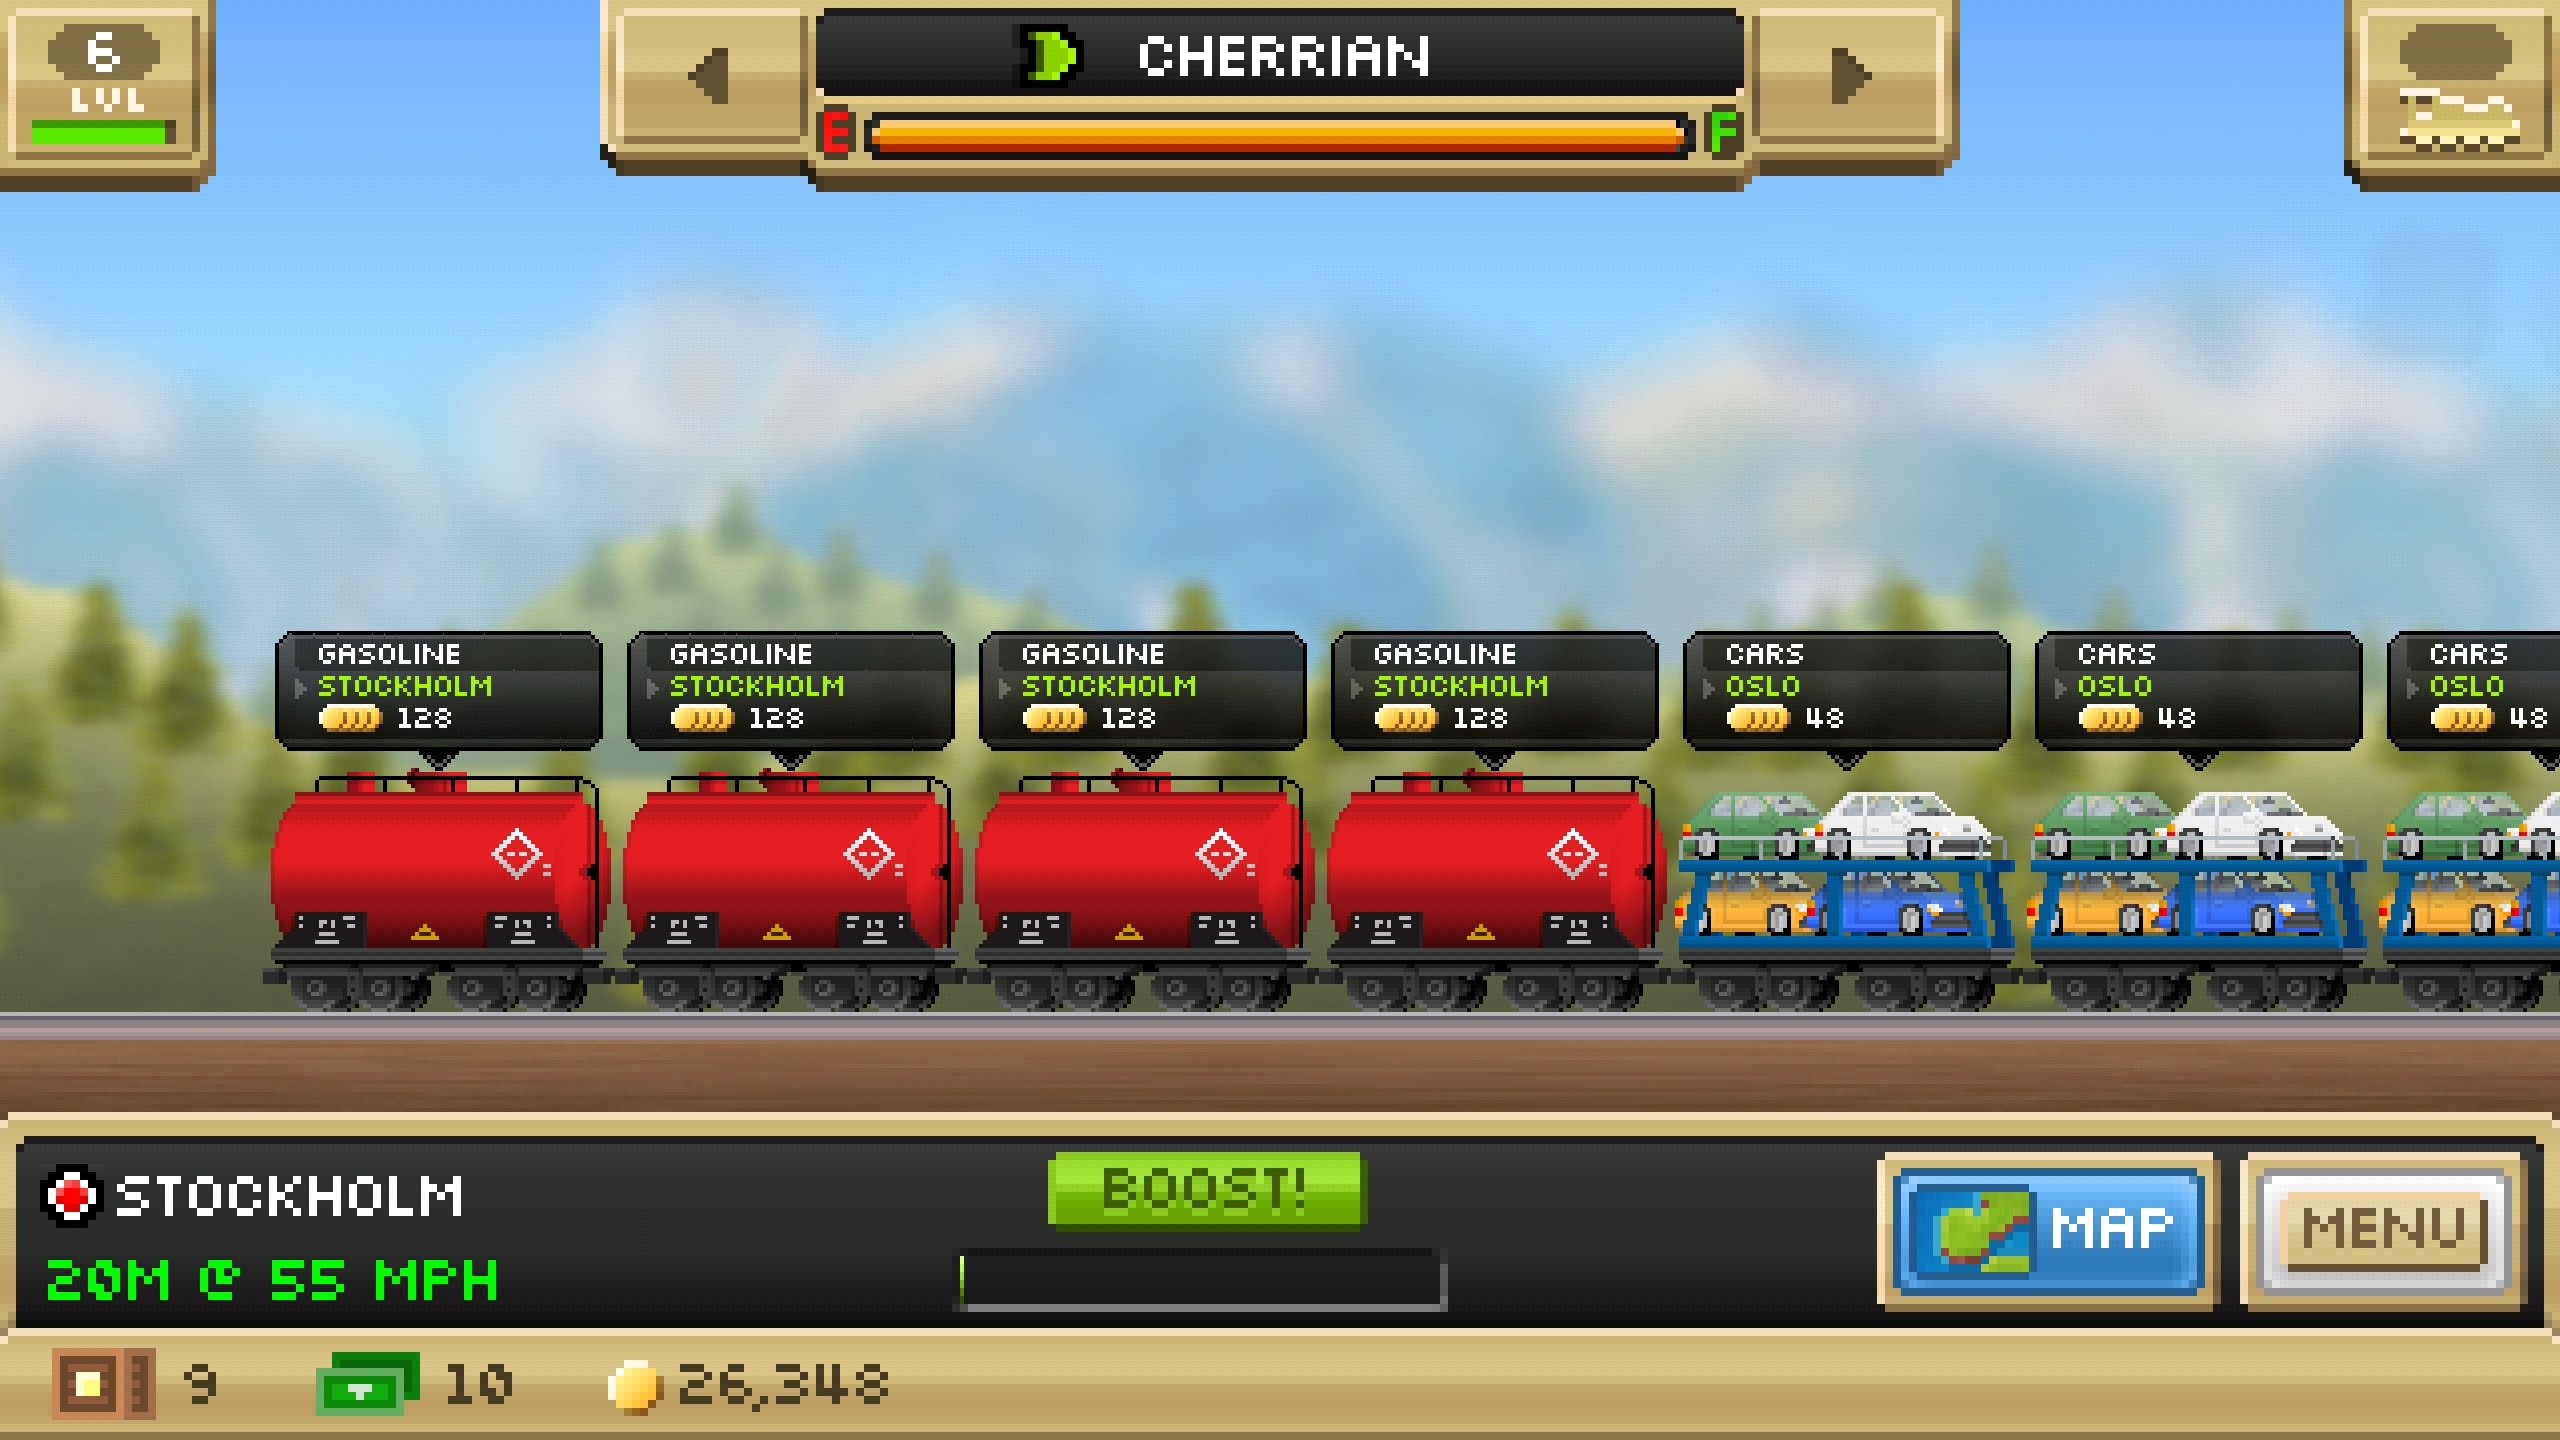 6
LVL
CHERRIAN
E F
GASOLINE
STOCKHOLM
128
GASOLINE
STOCKHOLM
128
GASOLINE
STOCKHOLM
128
GASOLINE
STOCKHOLM
128
CARS
OSLO
48
CARS
OSLO
48
CARS
OSLO
48
STOCKHOLM
20M @ 55 MPH
BOOST!
MAP
MENU
9 10 26,348